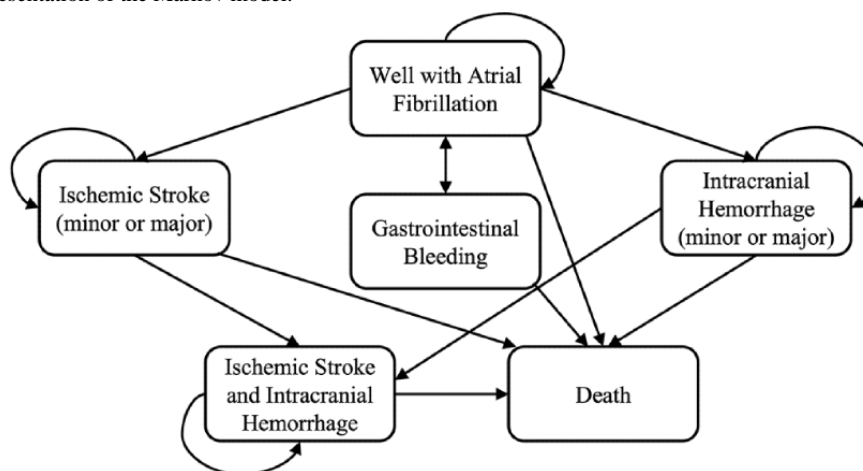 Well with Atrial
Fibrillation
Ischemic Stroke
(minor or major)
Gastrointestinal
Bleeding
Intracranial
Hemorrhage
(minor or major)
Ischemic Stroke
and Intracranial
Hemorrhage
Death